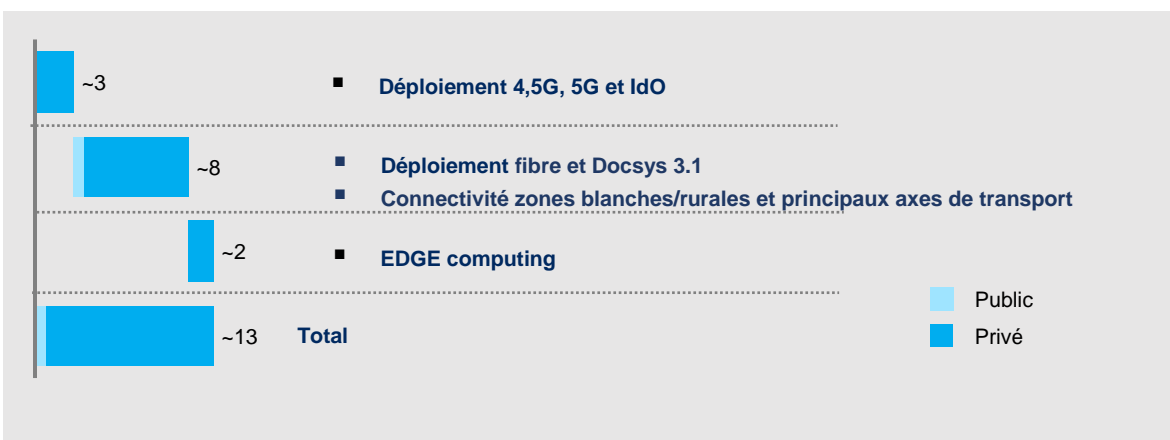 ~3
Déploiement 4,5G, 5G et IdO
~8
Déploiement fibre et Docsys 3.1
Connectivité zones blanches/rurales et principaux axes de transport
~2
EDGE computing
~13
Total
Public
Privé